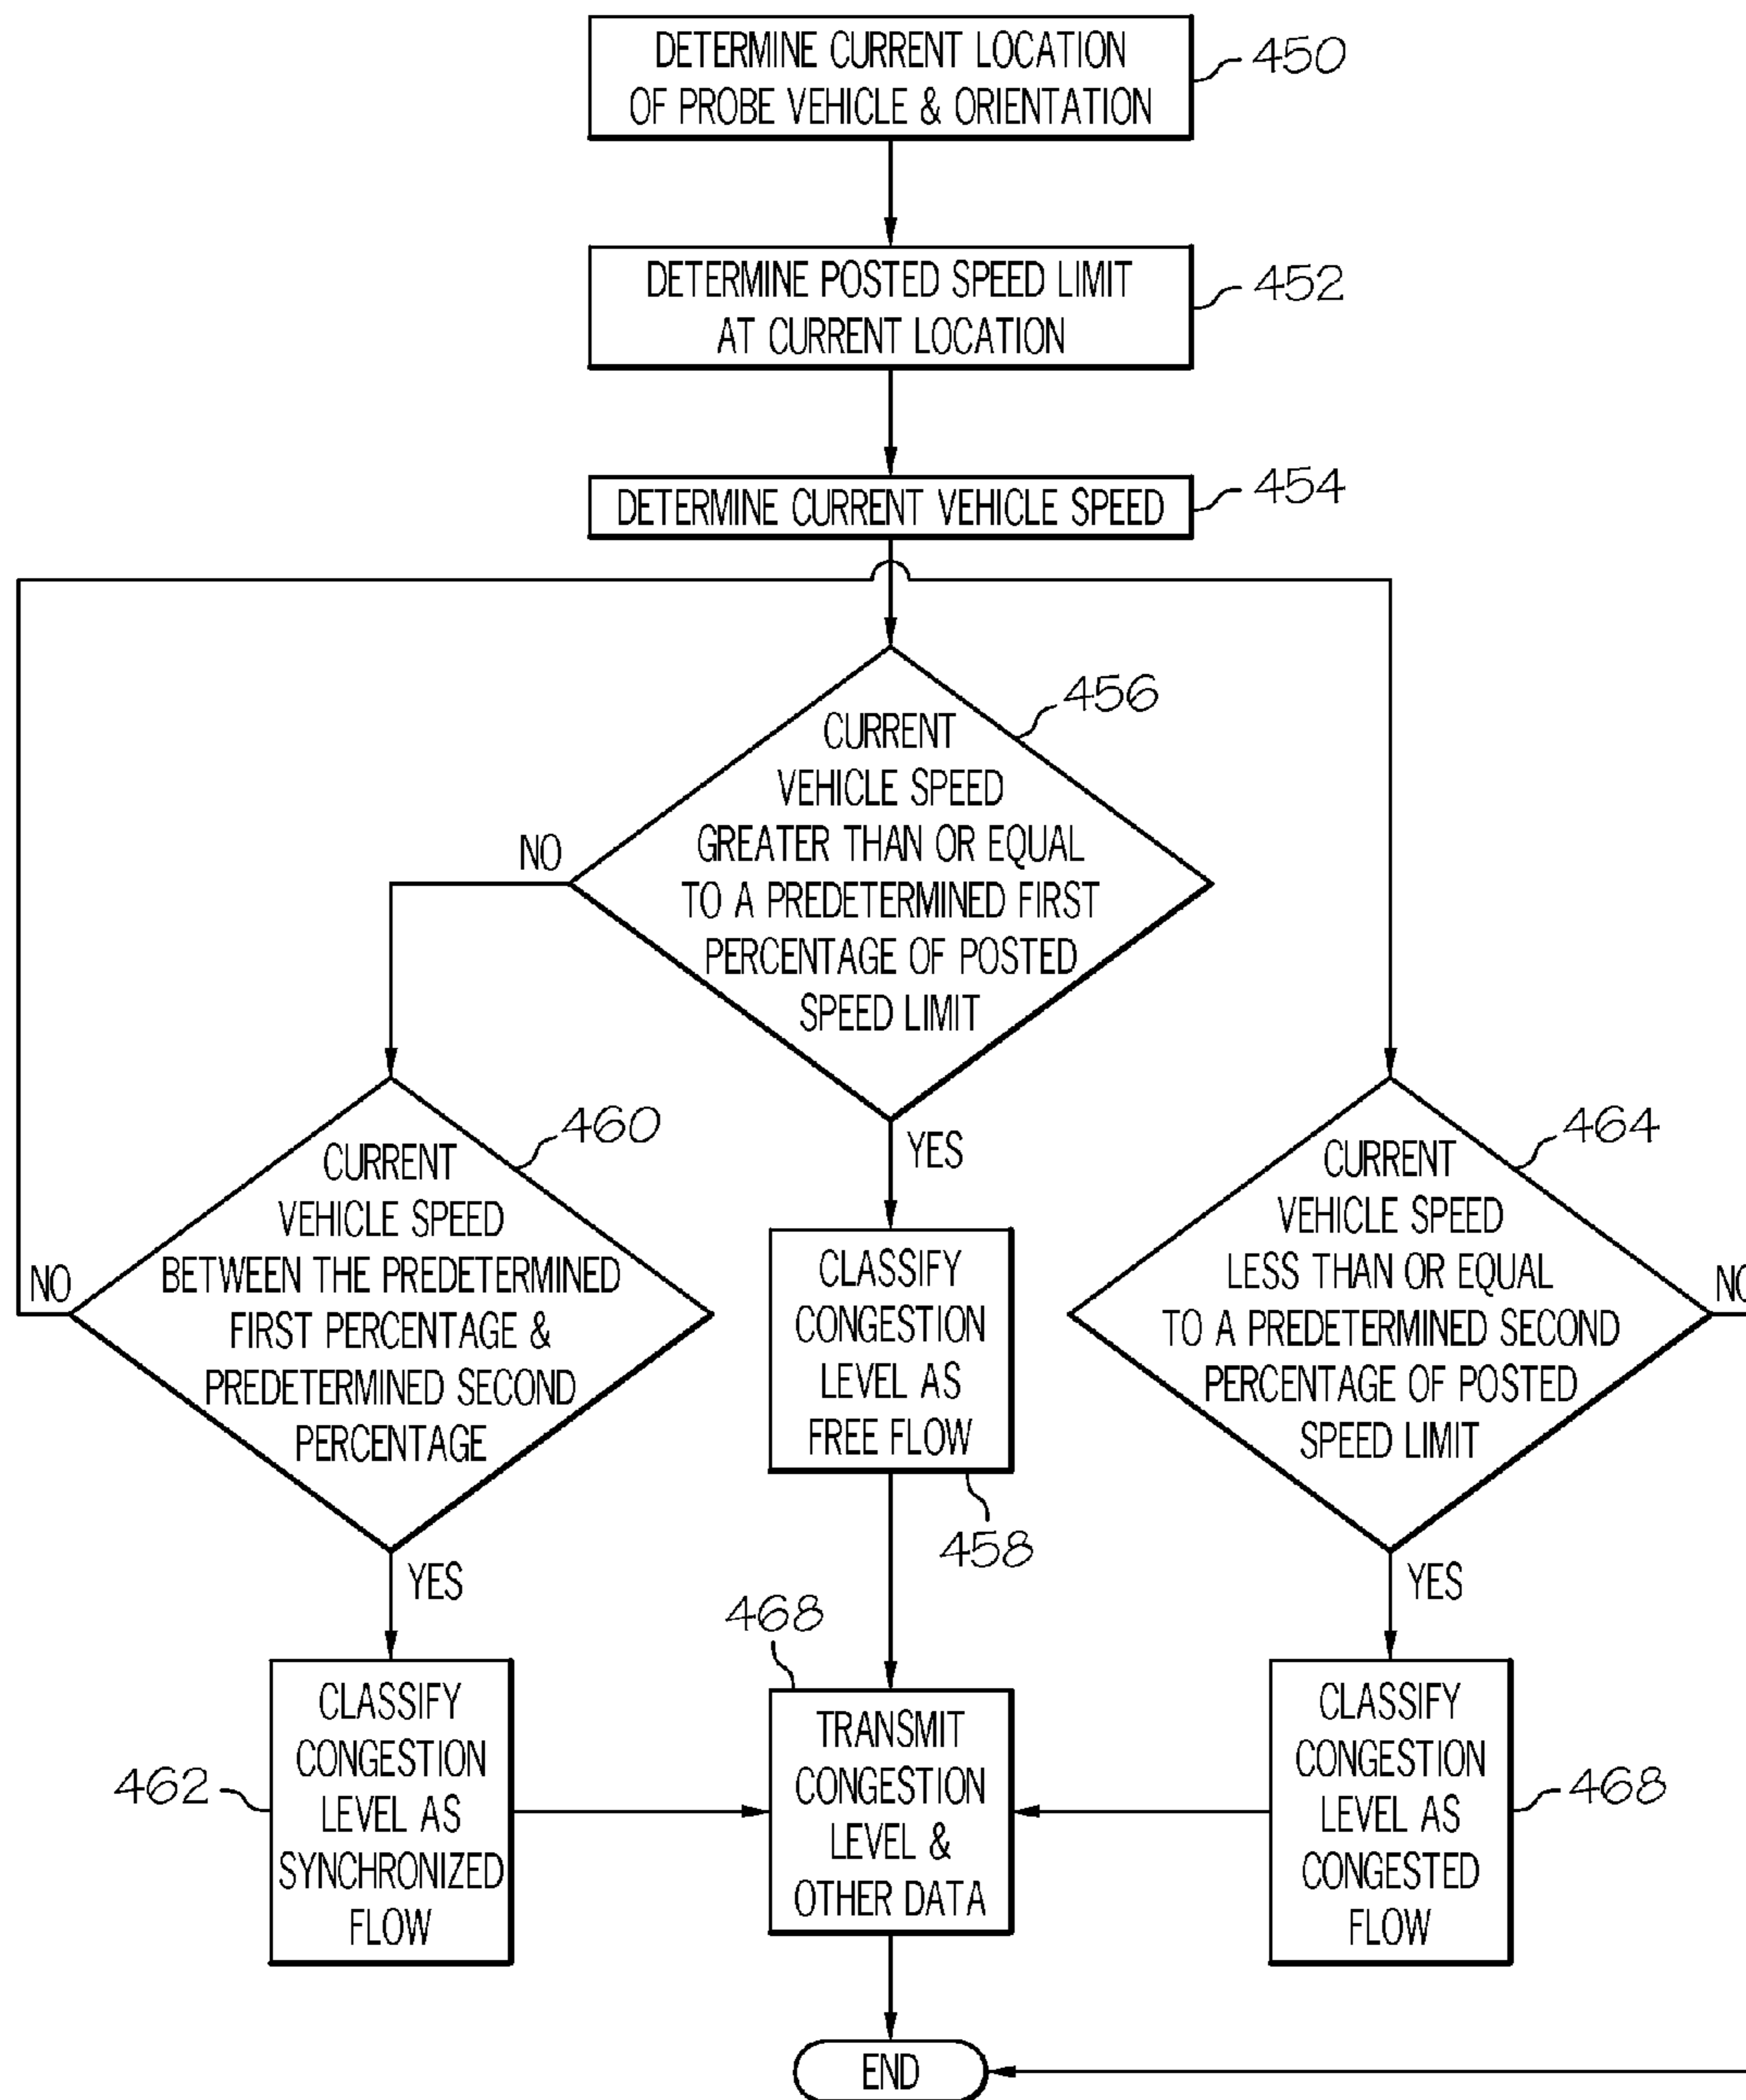 DETERMINE CURRENT LOCATION
OF PROBE VEHICLE & ORIENTATION
450
DETERMINE POSTED SPEED LIMIT
AT CURRENT LOCATION
452
DETERMINE CURRENT VEHICLE SPEED
454
456
CURRENT
VEHICLE SPEED
GREATER THAN OR EQUAL
TO A PREDETERMINED FIRST
PERCENTAGE OF POSTED
SPEED LIMIT
NO
YES
460
CURRENT
VEHICLE SPEED
BETWEEN THE PREDETERMINED
FIRST PERCENTAGE &
PREDETERMINED SECOND
PERCENTAGE
NO
YES
CLASSIFY
CONGESTION
LEVEL AS
FREE FLOW
458
464
CURRENT
VEHICLE SPEED
LESS THAN OR EQUAL
TO A PREDETERMINED SECOND
PERCENTAGE OF POSTED
SPEED LIMIT
NO
YES
462
CLASSIFY
CONGESTION
LEVEL AS
SYNCHRONIZED
FLOW
468
TRANSMIT
CONGESTION
LEVEL &
OTHER DATA
CLASSIFY
CONGESTION
LEVEL AS
CONGESTED
FLOW
468
END